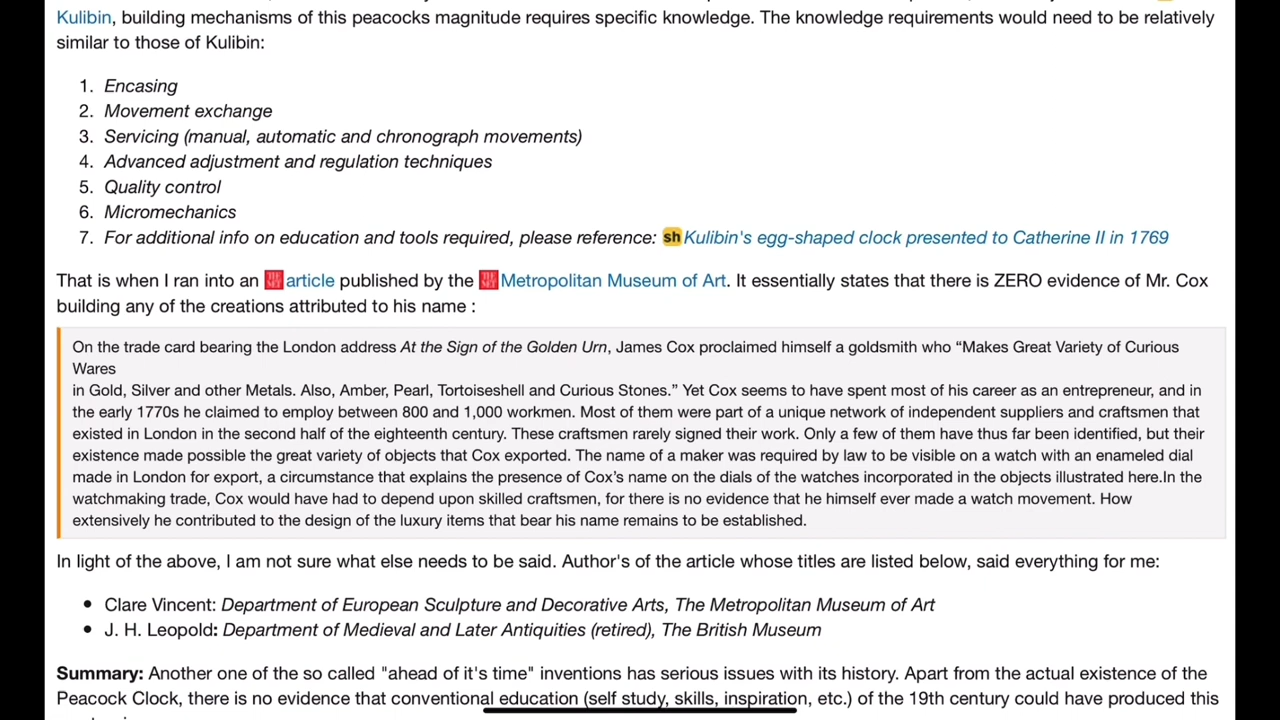 Kulibin, building mechanisms of this peacocks magnitude requires specific knowledge. The knowledge requirements would need to be relatively
similar to those of Kulibin:
1. Encasing
2. Movement exchange
3. Servicing (manual, automatic and chronograph movements)
4. Advanced adjustment and regulation techniques
5. Quality control
6. Micromechanics
7. For additional info on education and tools required, please reference: sh Kulibin's egg-shaped clock presented to Catherine II in 1769
That is when I ran into an THE MET article published by the THE MET Metropolitan Museum of Art. It essentially states that there is ZERO evidence of Mr. Cox
building any of the creations attributed to his name :
On the trade card bearing the London address At the Sign of the Golden Urn, James Cox proclaimed himself a goldsmith who “Makes Great Variety of Curious
Wares
in Gold, Silver and other Metals. Also, Amber, Pearl, Tortoiseshell and Curious Stones.” Yet Cox seems to have spent most of his career as an entrepreneur, and in
the early 1770s he claimed to employ between 800 and 1,000 workmen. Most of them were part of a unique network of independent suppliers and craftsmen that
existed in London in the second half of the eighteenth century. These craftsmen rarely signed their work. Only a few of them have thus far been identified, but their
existence made possible the great variety of objects that Cox exported. The name of a maker was required by law to be visible on a watch with an enameled dial
made in London for export, a circumstance that explains the presence of Cox’s name on the dials of the watches incorporated in the objects illustrated here.In the
watchmaking trade, Cox would have had to depend upon skilled craftsmen, for there is no evidence that he himself ever made a watch movement. How
extensively he contributed to the design of the luxury items that bear his name remains to be established.
In light of the above, I am not sure what else needs to be said. Author's of the article whose titles are listed below, said everything for me:
• Clare Vincent: Department of European Sculpture and Decorative Arts, The Metropolitan Museum of Art
• J. H. Leopold: Department of Medieval and Later Antiquities (retired), The British Museum
Summary: Another one of the so called "ahead of it's time" inventions has serious issues with its history. Apart from the actual existence of the
Peacock Clock, there is no evidence that conventional education (self study, skills, inspiration, etc.) of the 19th century could have produced this